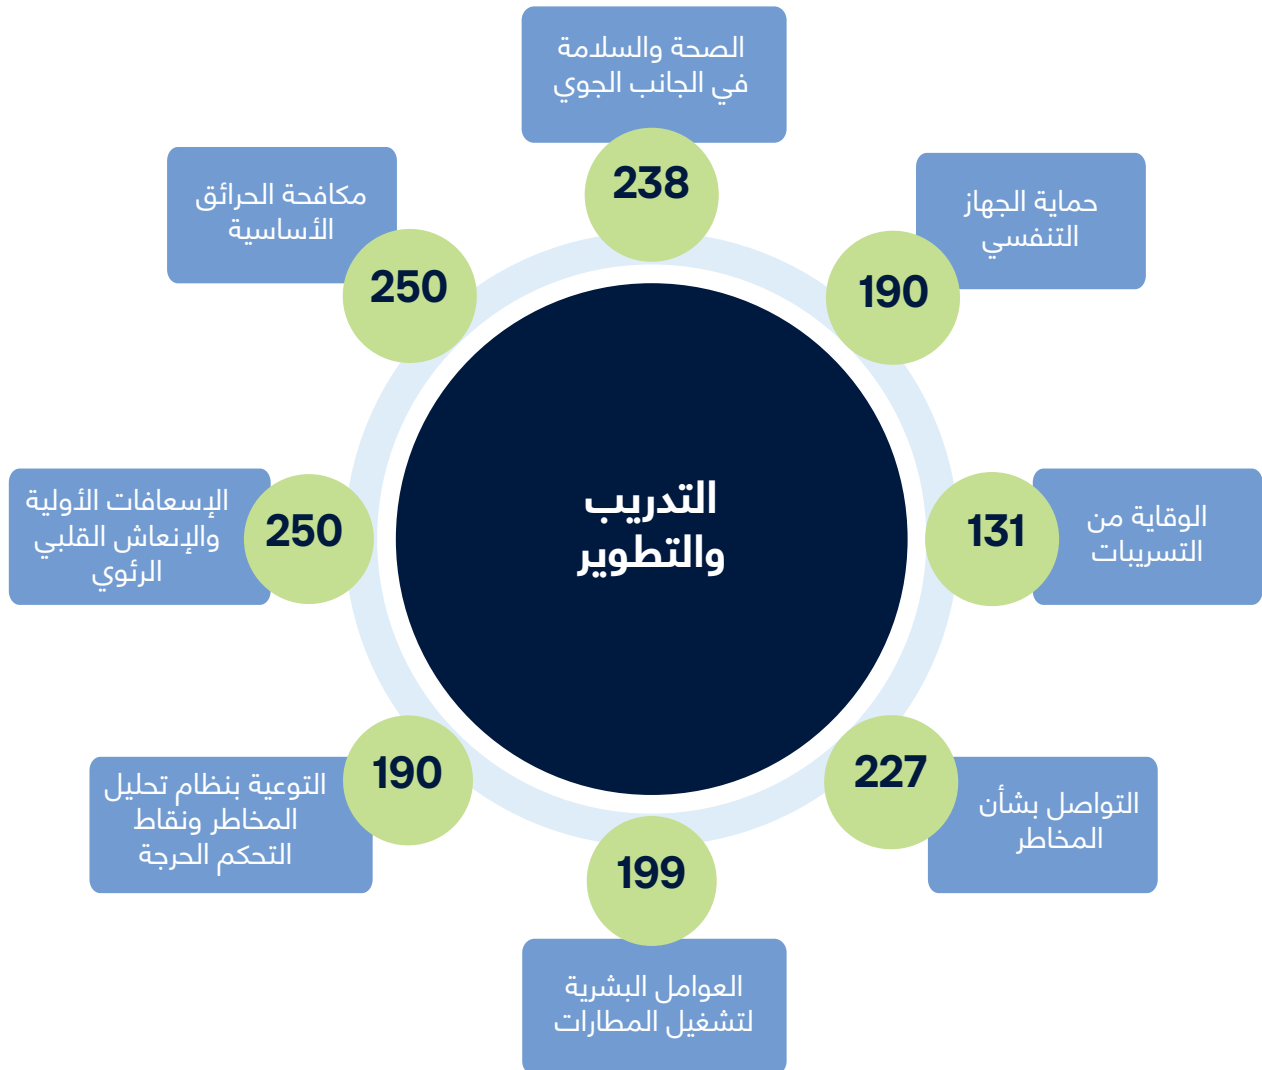 الصحة والسلامة
في الجانب الجوي
238
حماية الجهاز
التنفسي
190
الوقاية من
التسريبات
131
التواصل بشأن
المخاطر
227
العوامل البشرية
لتشغيل المطارات
199
التوعية بنظام تحليل
المخاطر ونقاط
التحكم الحرجة
190
الإسعافات الأولية
والإنعاش القلبي
الرئوي
250
مكافحة الحرائق
الأساسية
250
التدريب
والتطوير